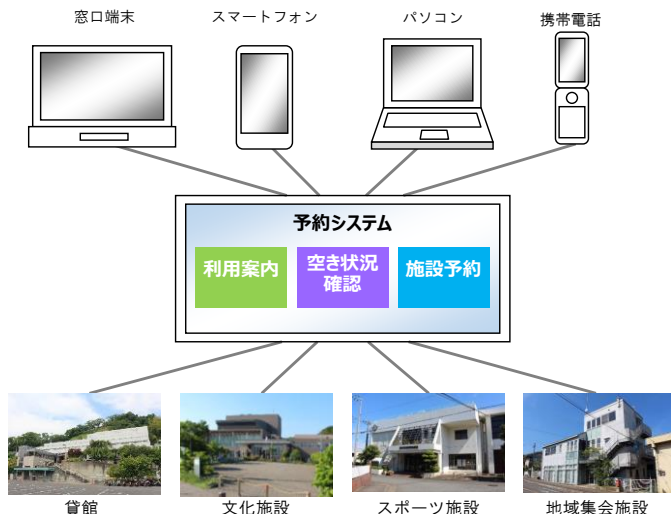 窓口端末
スマートフォン
パソコン
携帯電話
予約システム
利用案内
空き状況
確認
施設予約
貸館
文化施設
スポーツ施設
地域集会施設